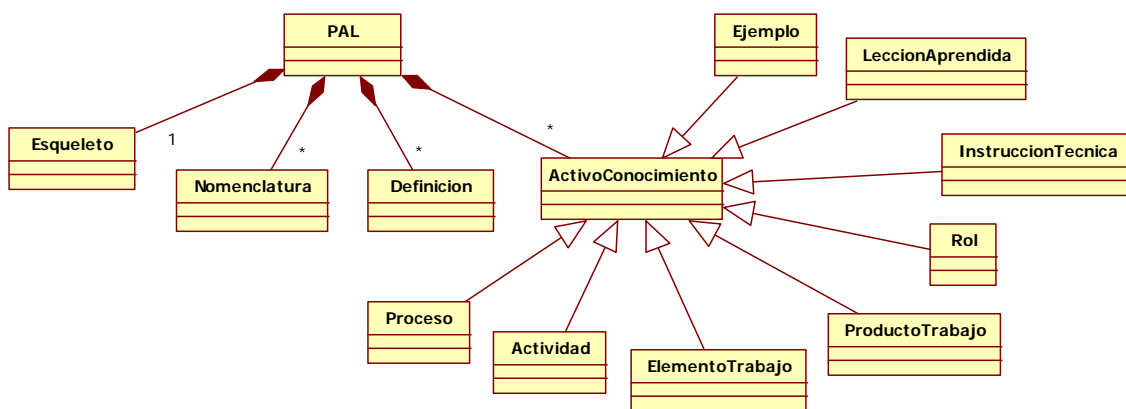 PAL
Ejemplo
LeccionAprendida
Esqueleto
1
*
*
*
Nomenclatura
Definicion
ActivoConocimiento
InstruccionTecnica
Rol
Proceso
Actividad
ElementoTrabajo
ProductoTrabajo